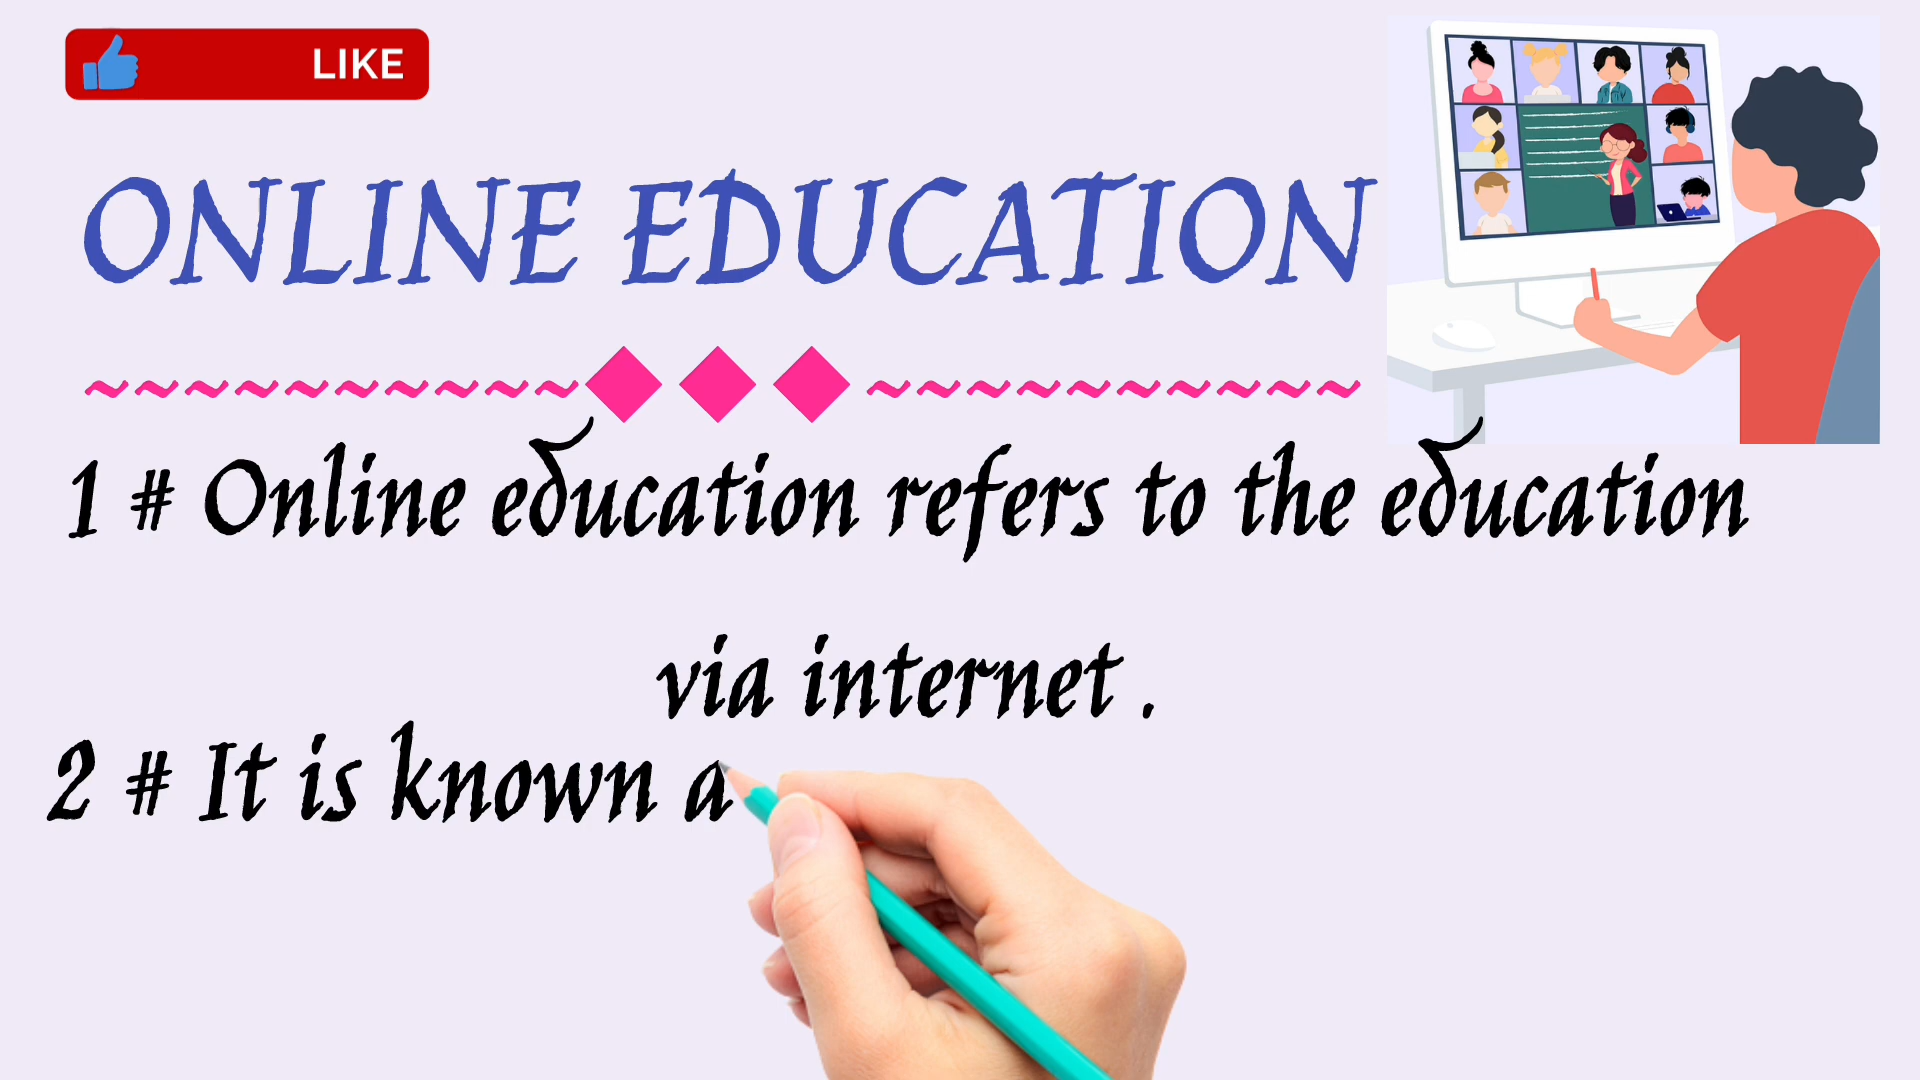 LIKE
ONLINE EDUCATION
~~~~~~~~~~◆◆◆~~~~~~~~~~
1 # Online education refers to the education
via internet .
2 # It is known a